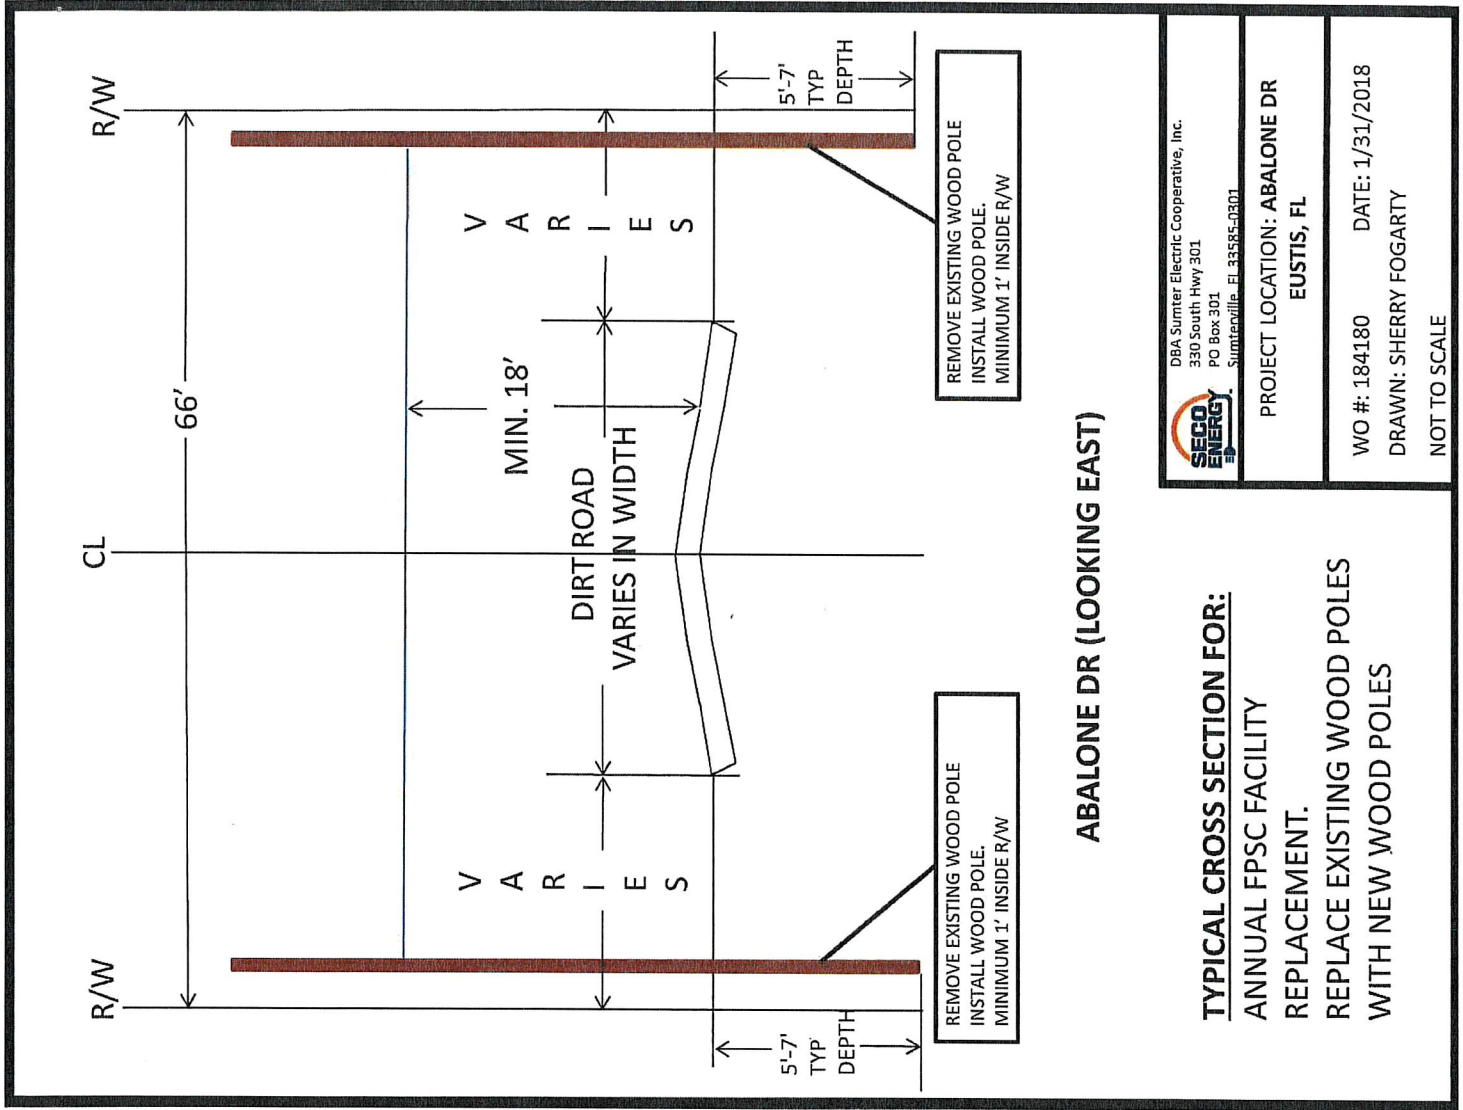 R/W
CL
R/W
66'
V
A
R
I
E
S
MIN. 18'
V
A
R
I
E
S
DIRT ROAD
VARIES IN WIDTH
5'-7'
TYP
DEPTH
5'-7'
TYP
DEPTH
REMOVE EXISTING WOOD POLE
INSTALL WOOD POLE.
MINIMUM 1' INSIDE R/W
REMOVE EXISTING WOOD POLE
INSTALL WOOD POLE.
MINIMUM 1' INSIDE R/W
ABALONE DR (LOOKING EAST)
TYPICAL CROSS SECTION FOR:
ANNUAL FPSC FACILITY
REPLACEMENT.
REPLACE EXISTING WOOD POLES
WITH NEW WOOD POLES
SECO
ENERGY
DBA Sumter Electric Cooperative, Inc.
330 South Hwy 301
PO Box 301
Sumterville, FL 33585-0301
PROJECT LOCATION: ABALONE DR
EUSTIS, FL
WO #: 184180 DATE: 1/31/2018
DRAWN: SHERRY FOGARTY
NOT TO SCALE